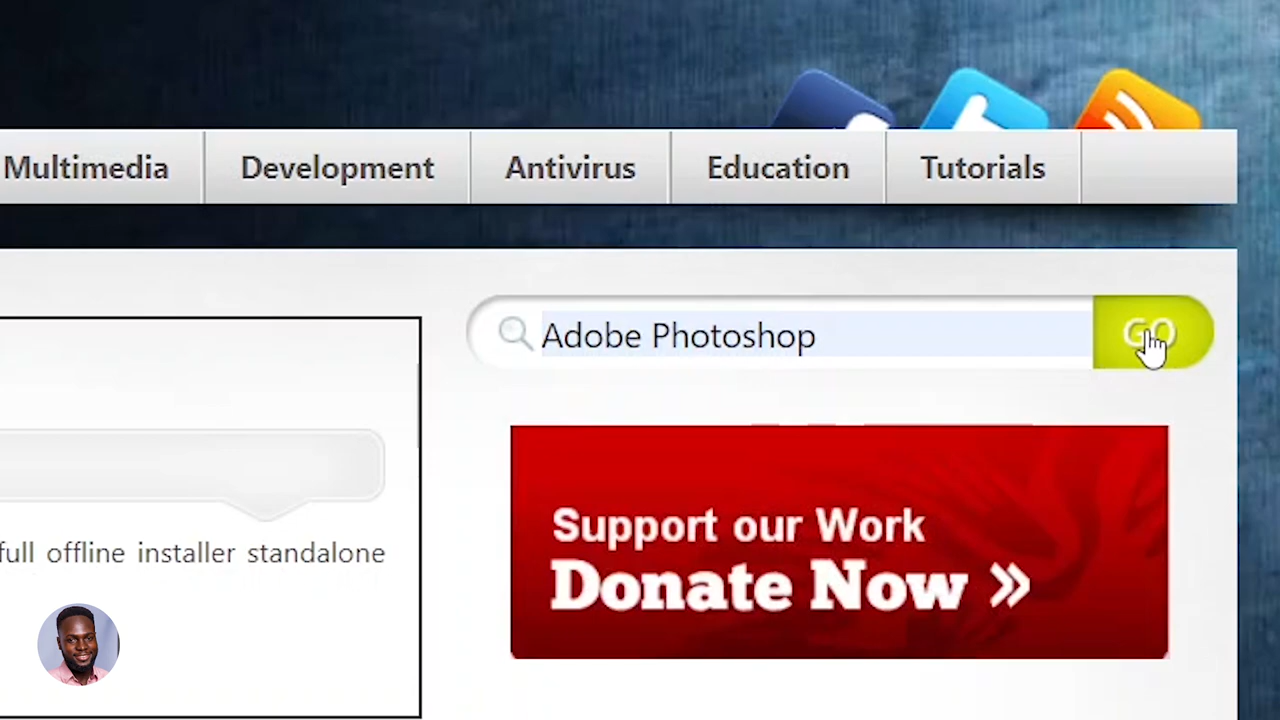 Multimedia
Development
Antivirus
Education
Tutorials
Adobe Photoshop
GO
Support our Work
Donate Now »
full offline installer standalone